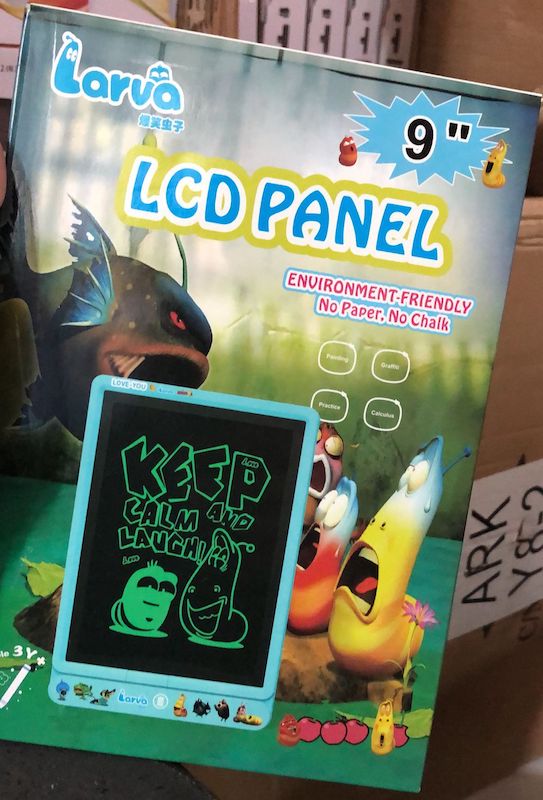 Larva
爆笑虫子
9"
LCD PANEL
ENVIRONMENT-FRIENDLY
No Paper, No Chalk
Painting
Graffiti
Practice
Calculus
LOVE YOU
KEEP
CALM AND
LAUGH!
3Y+
Larva
ARK